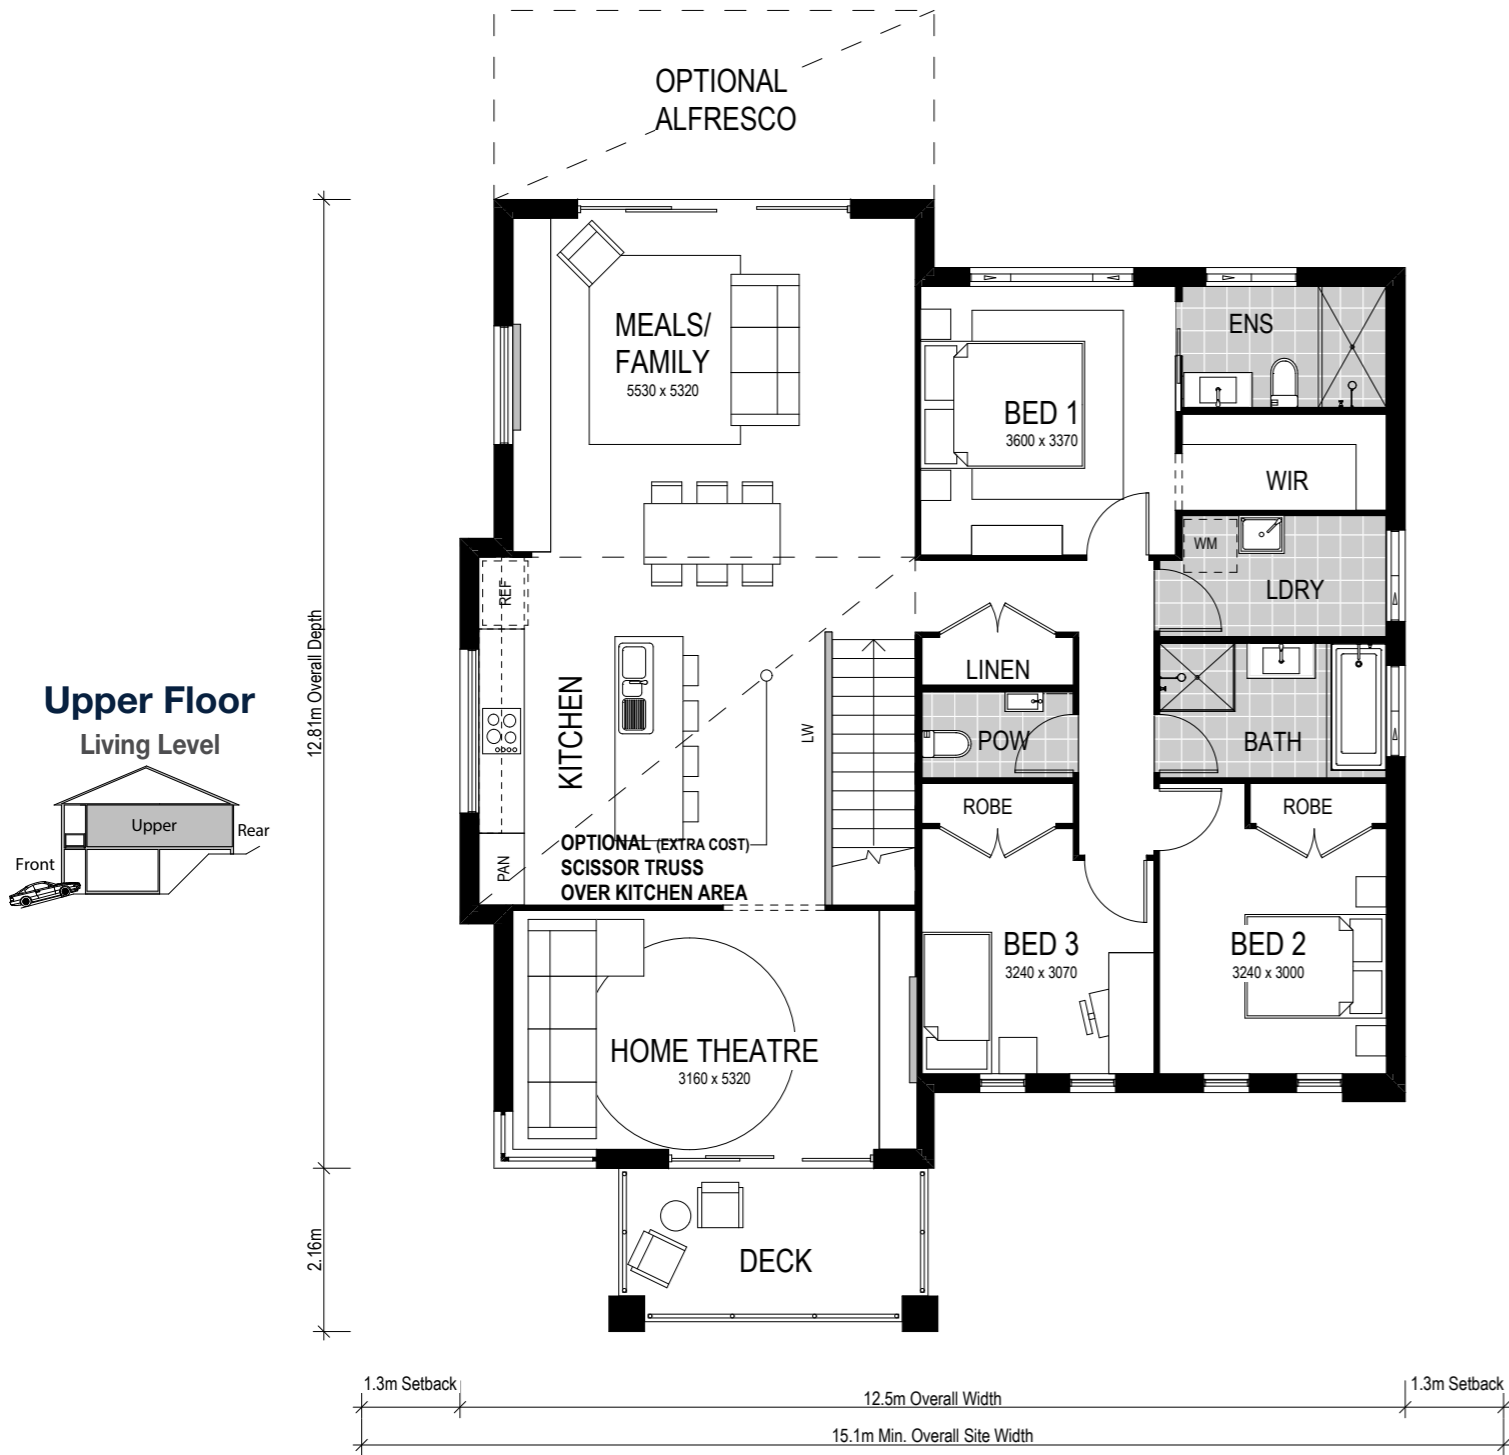 OPTIONAL
ALFRESCO
MEALS/
FAMILY
5530 x 5320
ENS
BED 1
3600 x 3370
WIR
WM
LDRY
REF
12.81m Overall Depth
LINEN
Upper Floor
Living Level
KITCHEN
LW
POW
BATH
Upper
Rear
Front
ROBE
ROBE
OPTIONAL (EXTRA COST)
SCISSOR TRUSS
OVER KITCHEN AREA
PAN
BED 3
3240 x 3070
BED 2
3240 x 3000
HOME THEATRE
3160 x 5320
2.16m
DECK
1.3m Setback
12.5m Overall Width
1.3m Setback
15.1m Min. Overall Site Width